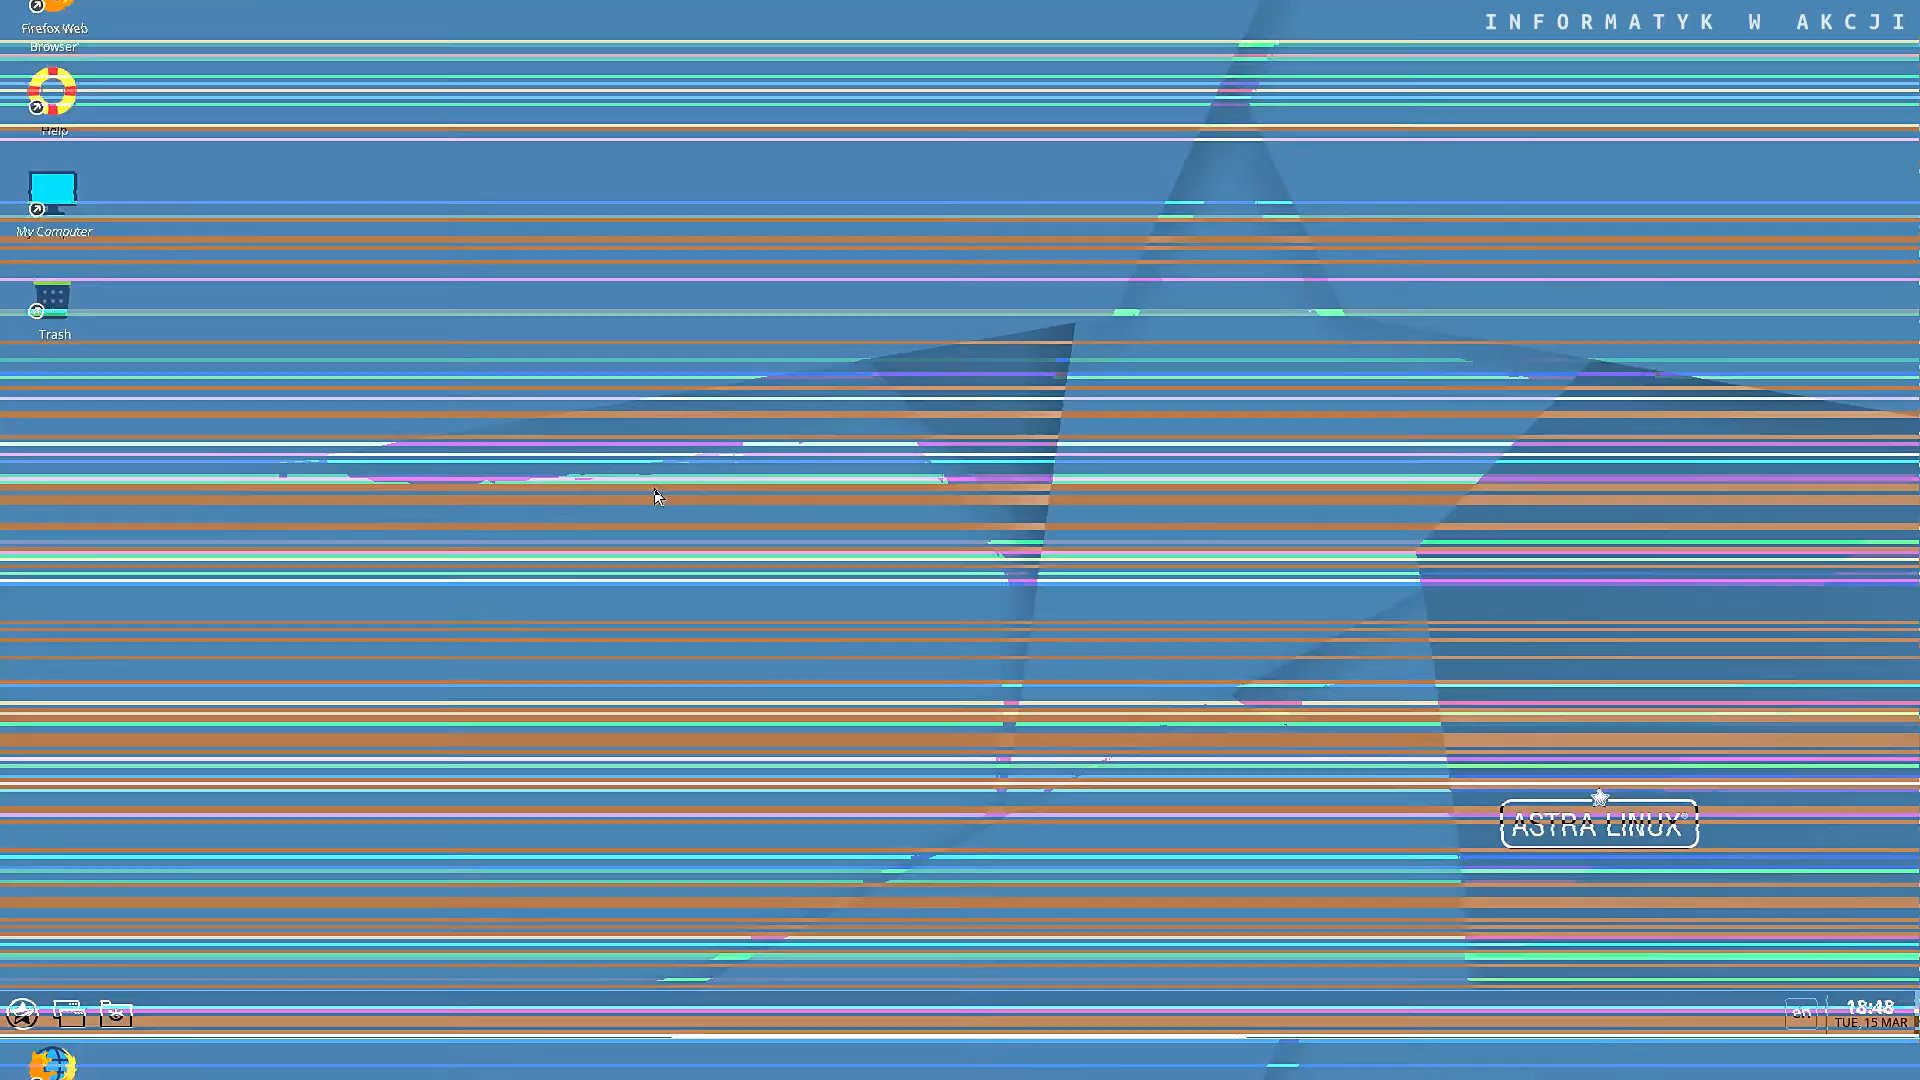 INFORMATYK W AKCJI
Firefox Web
Browser
Help
My Computer
Trash
ASTRA LINUX®
en
18:48
TUE, 15 MAR